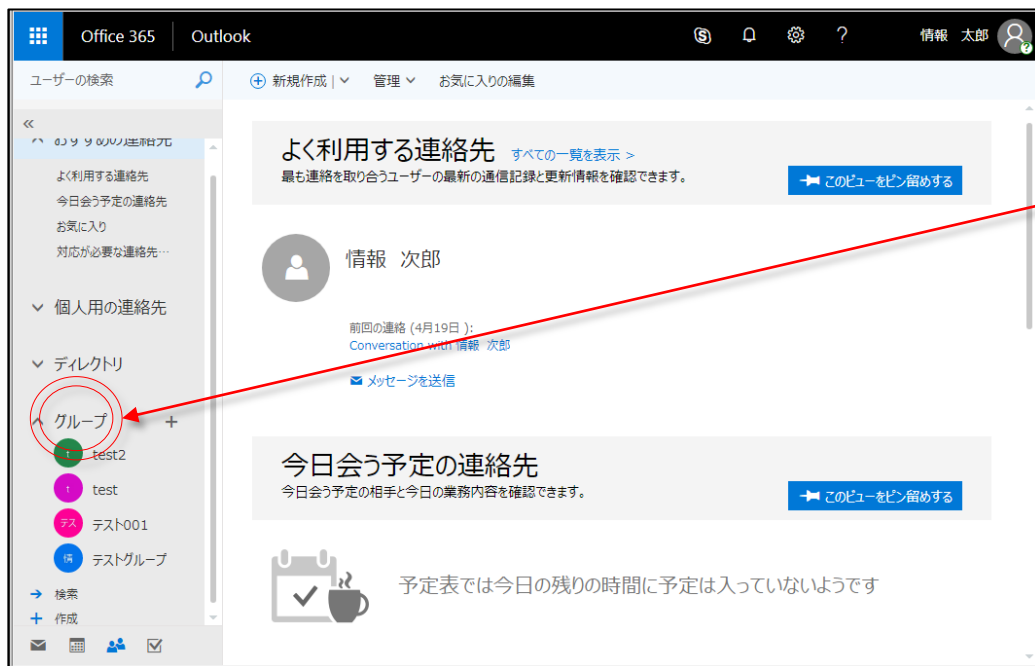 Office 365 Outlook ? 情報 太郎
ユーザーの検索
新規作成 | 管理 お気に入りの編集
おすすめの連絡先
よく利用する連絡先
今日会う予定の連絡先
お気に入り
対応が必要な連絡先…
個人用の連絡先
ディレクトリ
グループ +
t test2
t test
テス テスト001
情 テストグループ
検索
作成
よく利用する連絡先 すべての一覧を表示 >
最も連絡を取り合うユーザーの最新の通信記録と更新情報を確認できます。
このビューをピン留めする
情報 次郎
前回の連絡 (4月19日 ):
Conversation with 情報 次郎
メッセージを送信
今日会う予定の連絡先
今日会う予定の相手と今日の業務内容を確認できます。
このビューをピン留めする
予定表では今日の残りの時間に予定は入っていないようです